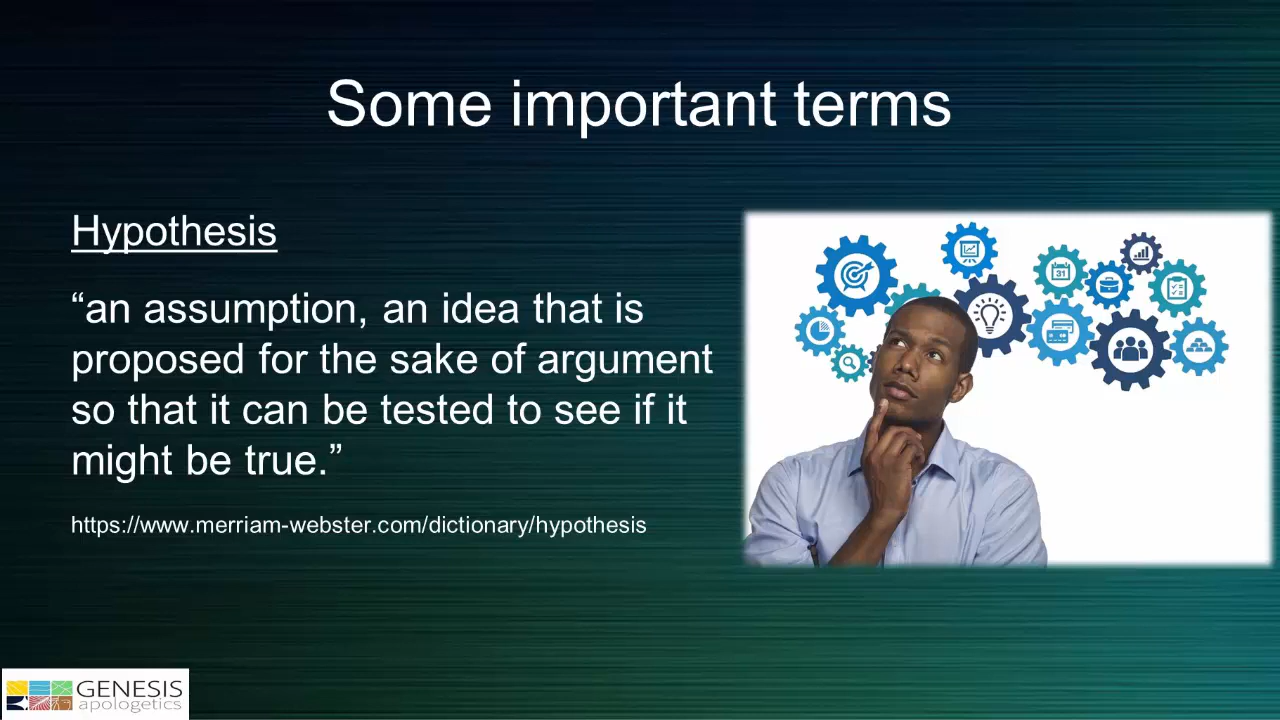 Some important terms
Hypothesis
“an assumption, an idea that is
proposed for the sake of argument
so that it can be tested to see if it
might be true.”
https://www.merriam-webster.com/dictionary/hypothesis
31
GENESIS
apologetics